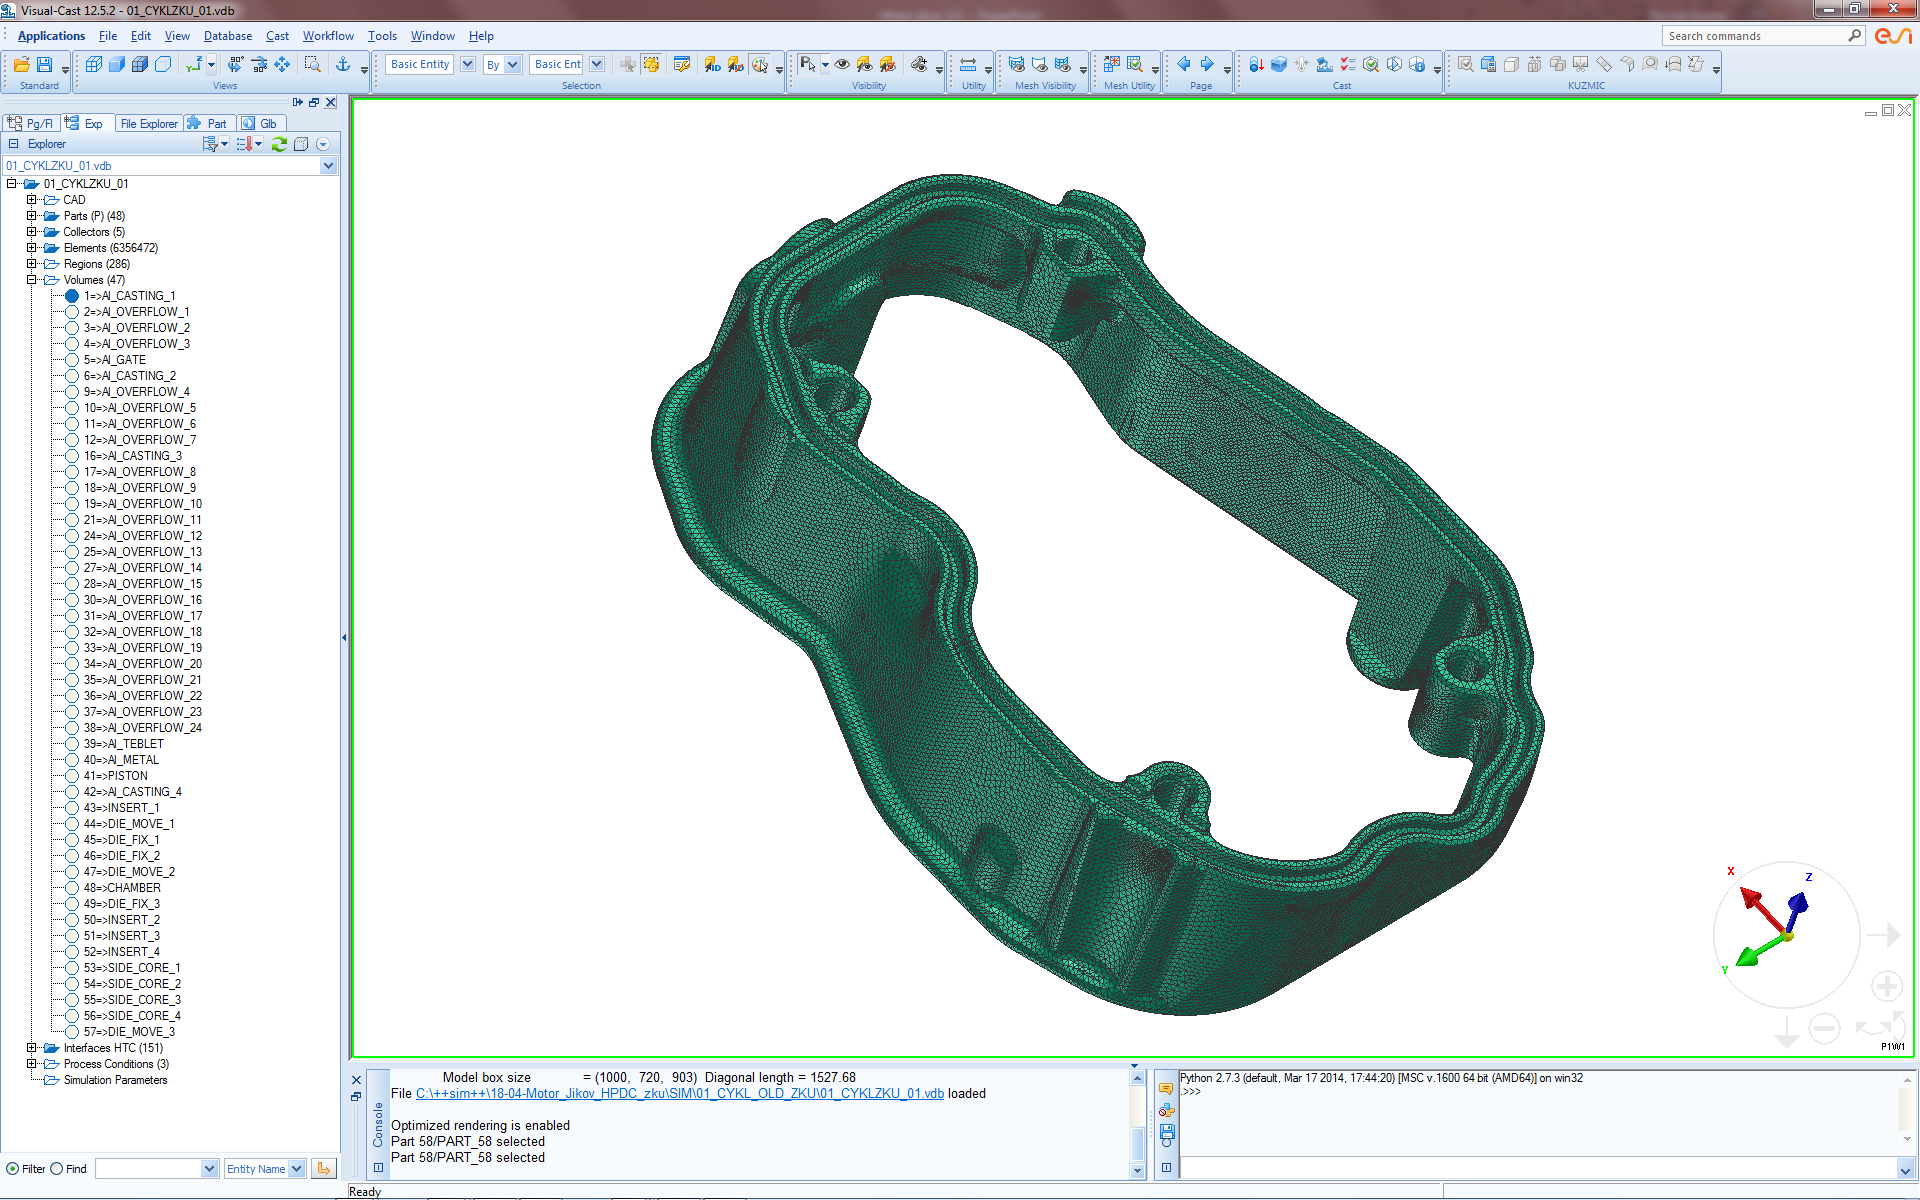 Visual-Cast 12.5.2 - 01_CYKLZKU_01.vdb
Applications File Edit View Database Cast Workflow Tools Window Help
Search commands
esi
Basic Entity By Basic Ent
Standard Views Selection Visibility Utility Mesh Visibility Mesh Utility Page Cast KUZMIC
Pg/Fl Exp File Explorer Part Glb
Explorer
01_CYKLZKU_01.vdb
01_CYKLZKU_01
CAD
Parts (P) (48)
Collectors (5)
Elements (6356472)
Regions (286)
Volumes (47)
1=>Al_CASTING_1
2=>Al_OVERFLOW_1
3=>Al_OVERFLOW_2
4=>Al_OVERFLOW_3
5=>Al_GATE
6=>Al_CASTING_2
9=>Al_OVERFLOW_4
10=>Al_OVERFLOW_5
11=>Al_OVERFLOW_6
12=>Al_OVERFLOW_7
16=>Al_CASTING_3
17=>Al_OVERFLOW_8
18=>Al_OVERFLOW_9
19=>Al_OVERFLOW_10
21=>Al_OVERFLOW_11
24=>Al_OVERFLOW_12
25=>Al_OVERFLOW_13
27=>Al_OVERFLOW_14
28=>Al_OVERFLOW_15
30=>Al_OVERFLOW_16
31=>Al_OVERFLOW_17
32=>Al_OVERFLOW_18
33=>Al_OVERFLOW_19
34=>Al_OVERFLOW_20
35=>Al_OVERFLOW_21
36=>Al_OVERFLOW_22
37=>Al_OVERFLOW_23
38=>Al_OVERFLOW_24
39=>Al_TEBLET
40=>Al_METAL
41=>PISTON
42=>Al_CASTING_4
43=>INSERT_1
44=>DIE_MOVE_1
45=>DIE_FIX_1
46=>DIE_FIX_2
47=>DIE_MOVE_2
48=>CHAMBER
49=>DIE_FIX_3
50=>INSERT_2
51=>INSERT_3
52=>INSERT_4
53=>SIDE_CORE_1
54=>SIDE_CORE_2
55=>SIDE_CORE_3
56=>SIDE_CORE_4
57=>DIE_MOVE_3
Interfaces HTC (151)
Process Conditions (3)
Simulation Parameters
Filter Find Entity Name
X
Z
Y
P1W1
Console
Model box size = (1000, 720, 903) Diagonal length = 1527.68
File C:\++sim++\18-04-Motor_Jikov_HPDC_zku\SIM\01_CYKL_OLD_ZKU\01_CYKLZKU_01.vdb loaded
Optimized rendering is enabled
Part 58/PART_58 selected
Part 58/PART_58 selected
Python 2.7.3 (default, Mar 17 2014, 17:44:20) [MSC v.1600 64 bit (AMD64)] on win32
.>>>
Ready